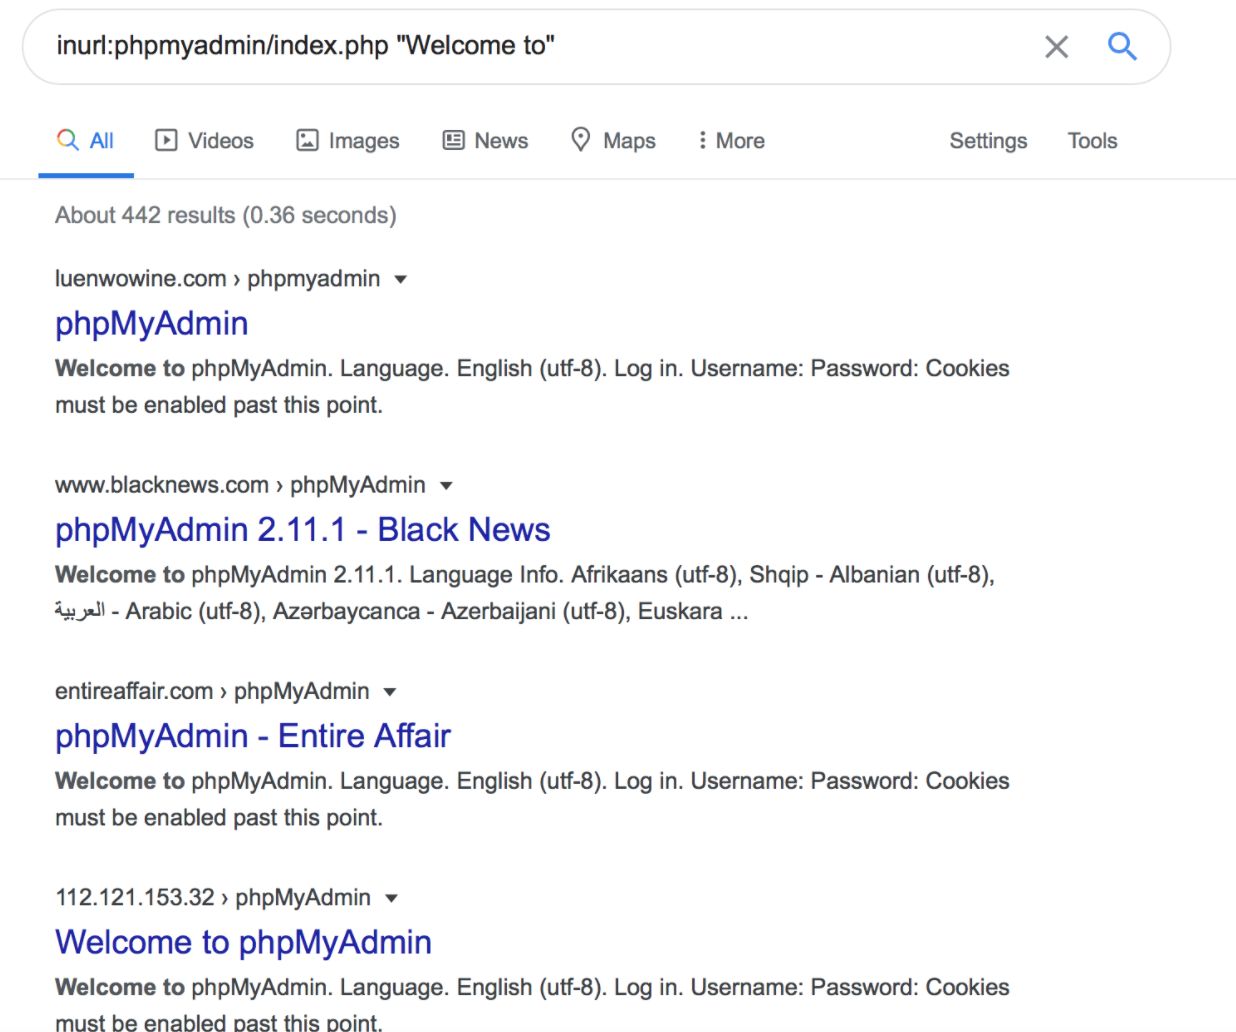 inurl:phpmyadmin/index.php "Welcome to"
All Videos Images News Maps More Settings Tools
About 442 results (0.36 seconds)
luenwowine.com › phpmyadmin
phpMyAdmin
Welcome to phpMyAdmin. Language. English (utf-8). Log in. Username: Password: Cookies
must be enabled past this point.
www.blacknews.com › phpMyAdmin
phpMyAdmin 2.11.1 - Black News
Welcome to phpMyAdmin 2.11.1. Language Info. Afrikaans (utf-8), Shqip - Albanian (utf-8),
العربية - Arabic (utf-8), Azərbaycanca - Azerbaijani (utf-8), Euskara ...
entireaffair.com › phpMyAdmin
phpMyAdmin - Entire Affair
Welcome to phpMyAdmin. Language. English (utf-8). Log in. Username: Password: Cookies
must be enabled past this point.
112.121.153.32 › phpMyAdmin
Welcome to phpMyAdmin
Welcome to phpMyAdmin. Language. English (utf-8). Log in. Username: Password: Cookies
must be enabled past this point.